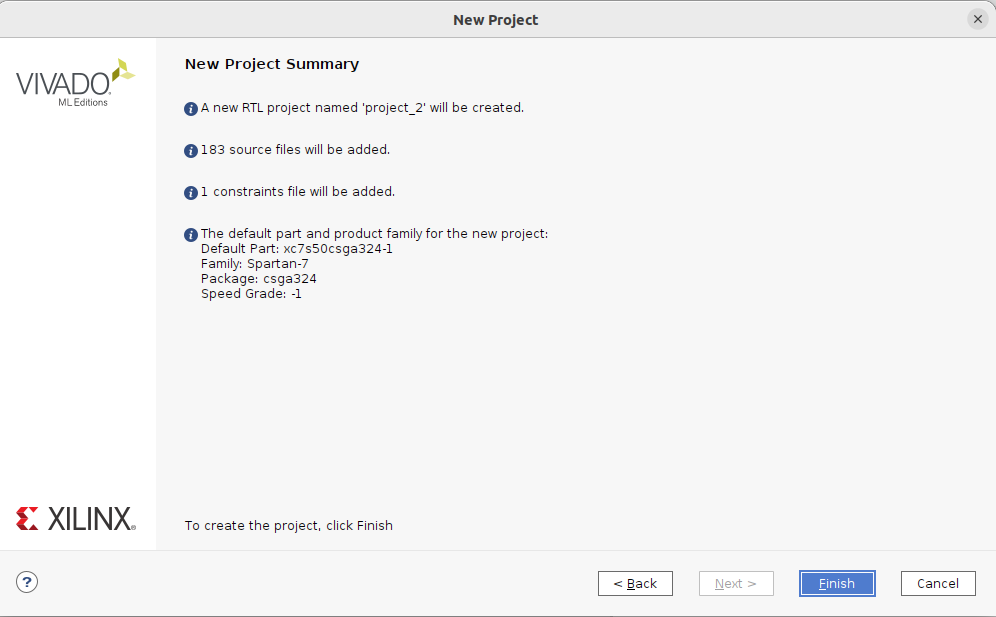 New Project
VIVADO
ML Editions
New Project Summary
A new RTL project named 'project_2' will be created.
183 source files will be added.
1 constraints file will be added.
The default part and product family for the new project:
Default Part: xc7s50csga324-1
Family: Spartan-7
Package: csga324
Speed Grade: -1
XILINX
To create the project, click Finish
?
< Back
Next >
Finish
Cancel